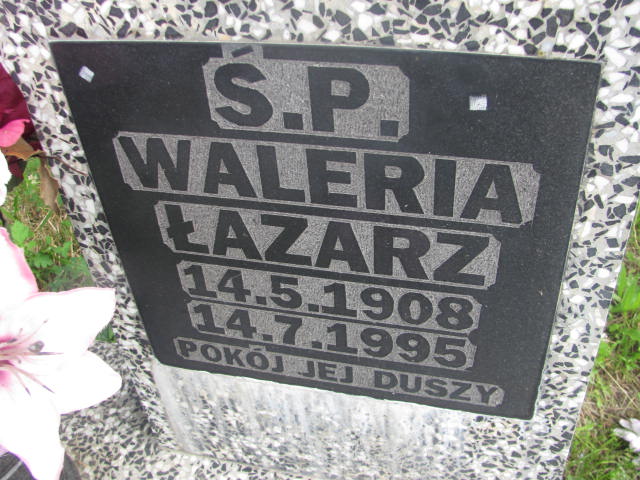 Ś.P.
WALERIA
ŁAZARZ
14.5.1908
14.7.1995
POKÓJ JEJ DUSZY